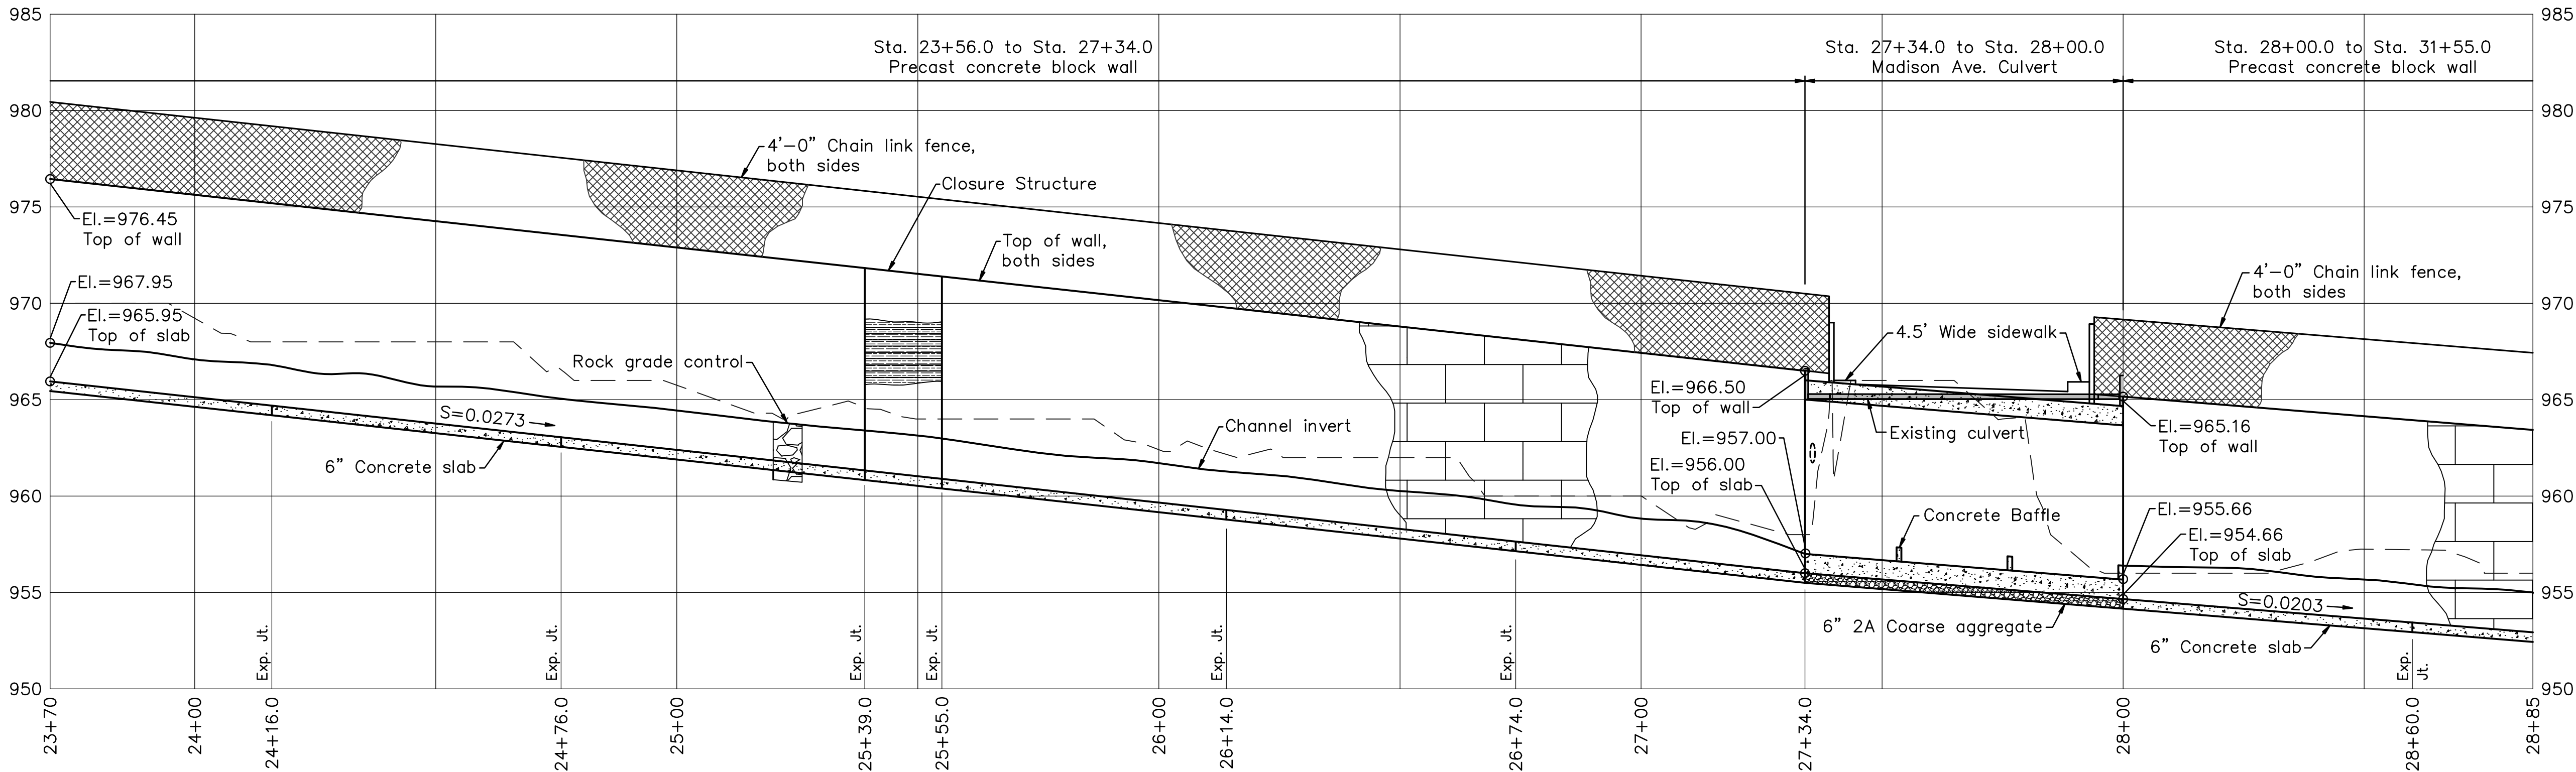 985
985
Sta. 23+56.0 to Sta. 27+34.0
Precast concrete block wall
Sta. 27+34.0 to Sta. 28+00.0
Madison Ave. Culvert
Sta. 28+00.0 to Sta. 31+55.0
Precast concrete block wall
980
980
4'-0" Chain link fence,
both sides
Closure Structure
975
975
El.=976.45
Top of wall
Top of wall,
both sides
4'-0" Chain link fence,
both sides
El.=967.95
970
970
El.=965.95
Top of slab
4.5' Wide sidewalk
Rock grade control
El.=966.50
Top of wall
965
965
S=0.0273
Channel invert
El.=957.00
Existing culvert
El.=965.16
Top of wall
6" Concrete slab
El.=956.00
Top of slab
960
960
Concrete Baffle
El.=955.66
El.=954.66
Top of slab
955
955
S=0.0203
6" 2A Coarse aggregate
6" Concrete slab
Exp. Jt.
Exp. Jt.
Exp. Jt.
Exp. Jt.
Exp. Jt.
Exp. Jt.
Exp.
Jt.
950
950
23+70
24+00
24+16.0
24+76.0
25+00
25+39.0
25+55.0
26+00
26+14.0
26+74.0
27+00
27+34.0
28+00
28+60.0
28+85